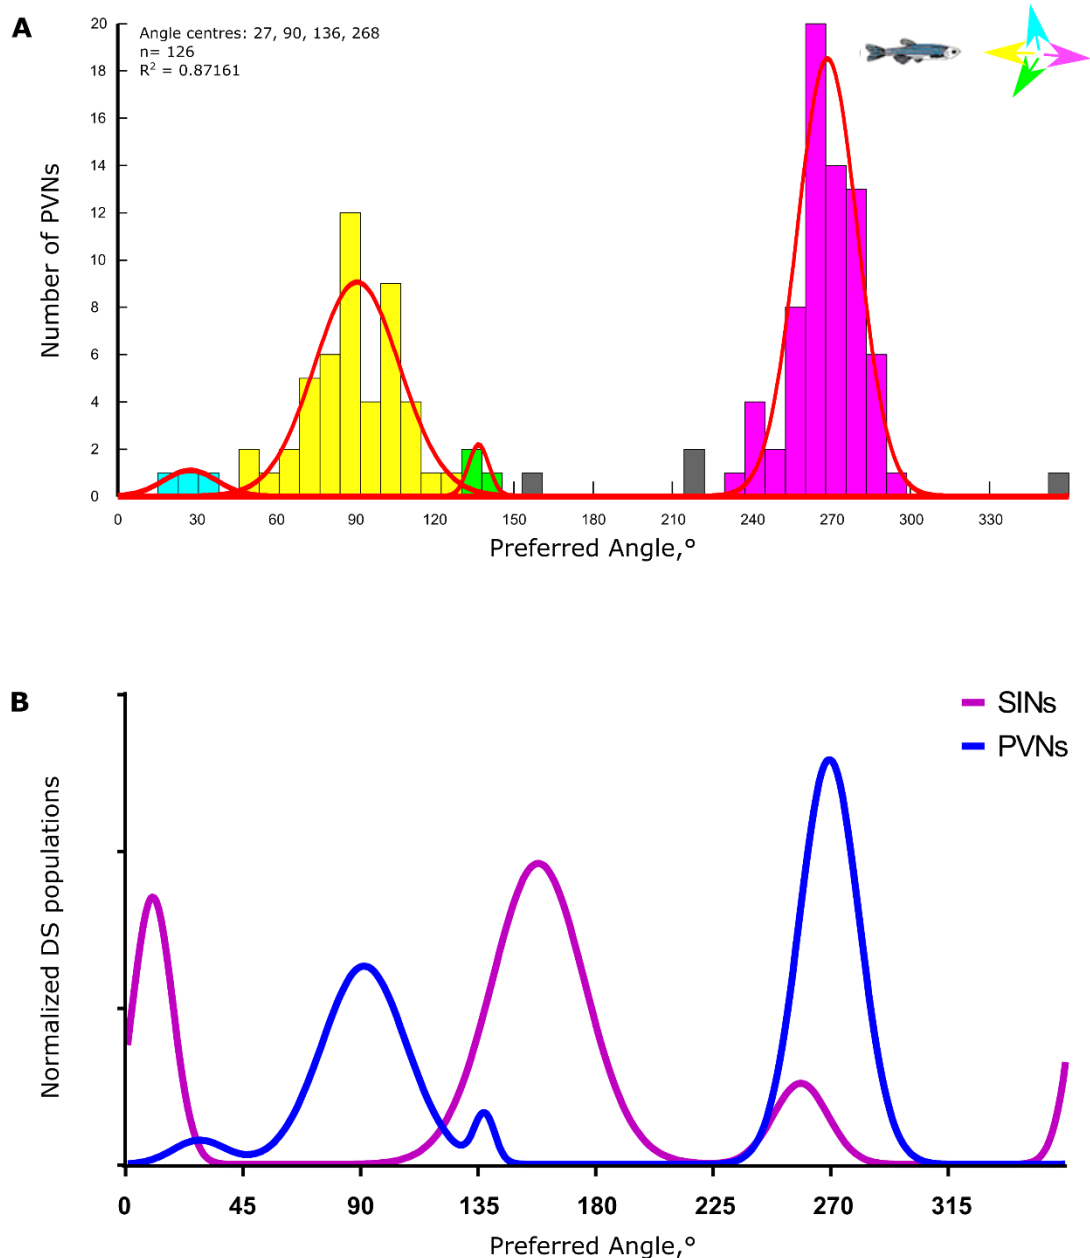 A
Angle centres: 27, 90, 136, 268
n= 126
R² = 0.87161
Number of PVNs
20
18
16
14
12
10
8
6
4
2
0
0 30 60 90 120 150 180 210 240 270 300 330
Preferred Angle,°
B
SINs
PVNs
Normalized DS populations
0 45 90 135 180 225 270 315
Preferred Angle,°